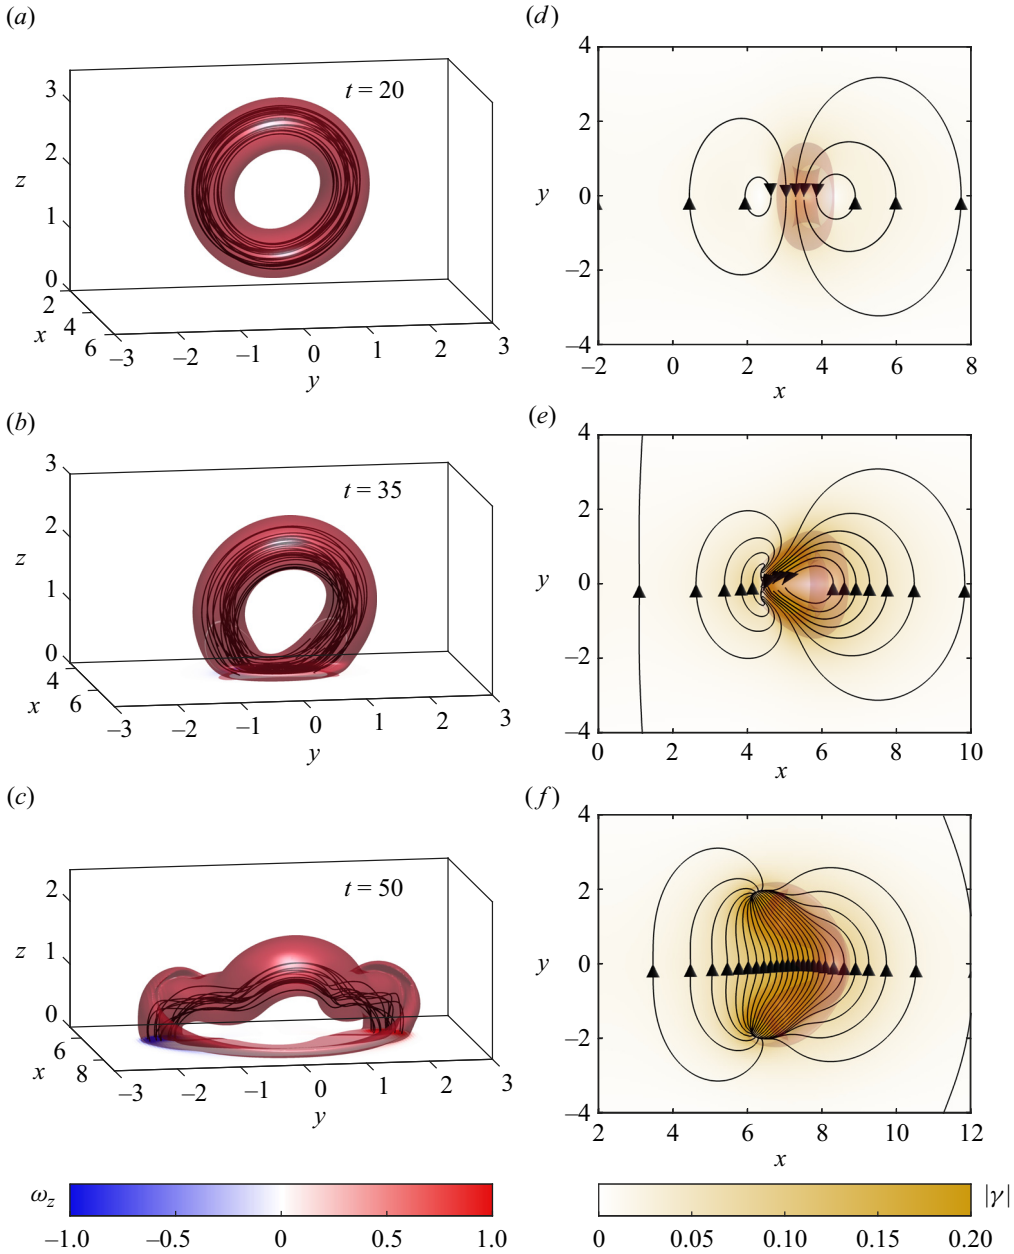 (a)
t = 20
3
2
z
1
0
2
x 4
6
–3 –2 –1 0 1 2 3
y
(d)
4
2
y 0
–2
–4
–2 0 2 4 6 8
x
(b)
t = 35
3
2
z
1
0
4
x 6
–3 –2 –1 0 1 2 3
y
(e)
4
2
y 0
–2
–4
0 2 4 6 8 10
x
(c)
t = 50
2
z 1
0
6
x 8
–3 –2 –1 0 1 2 3
y
(f)
4
2
y 0
–2
–4
2 4 6 8 10 12
x
ω_z
–1.0 –0.5 0 0.5 1.0
|γ|
0 0.05 0.10 0.15 0.20